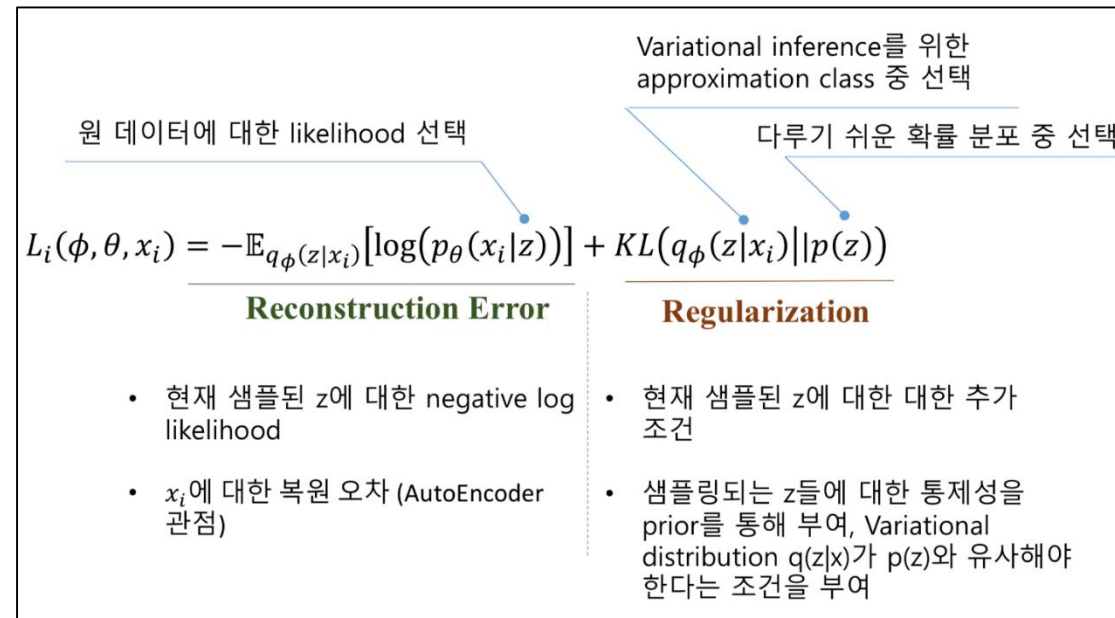 Variational inference를 위한
approximation class 중 선택
원 데이터에 대한 likelihood 선택
다루기 쉬운 확률 분포 중 선택
L_i(ϕ, θ, x_i) = −𝔼_{q_ϕ(z|x_i)}[log(p_θ(x_i|z))] + KL(q_ϕ(z|x_i)||p(z))
Reconstruction Error
Regularization
• 현재 샘플된 z에 대한 negative log
likelihood
• x_i에 대한 복원 오차 (AutoEncoder
관점)
• 현재 샘플된 z에 대한 대한 추가
조건
• 샘플링되는 z들에 대한 통제성을
prior를 통해 부여, Variational
distribution q(z|x)가 p(z)와 유사해야
한다는 조건을 부여